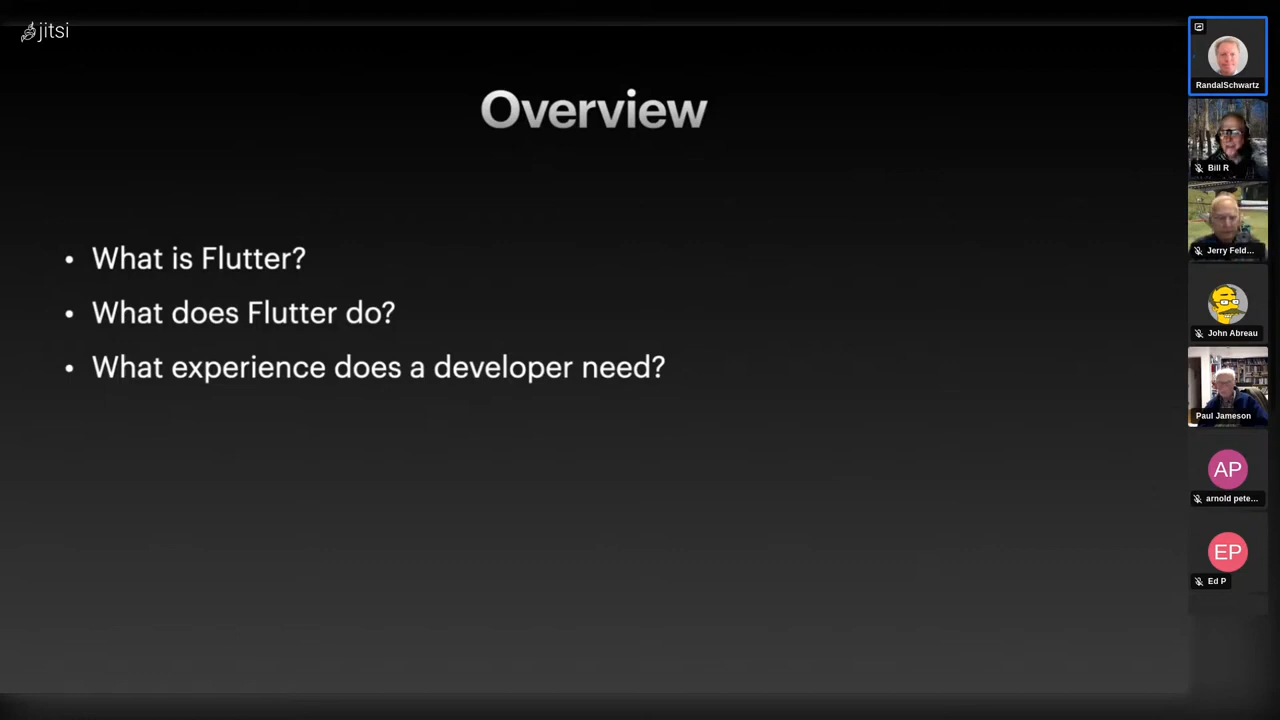 jitsi
Overview
• What is Flutter?
• What does Flutter do?
• What experience does a developer need?
RandalSchwartz
Bill R
Jerry Feld...
John Abreau
Paul Jameson
AP
arnold pete...
EP
Ed P